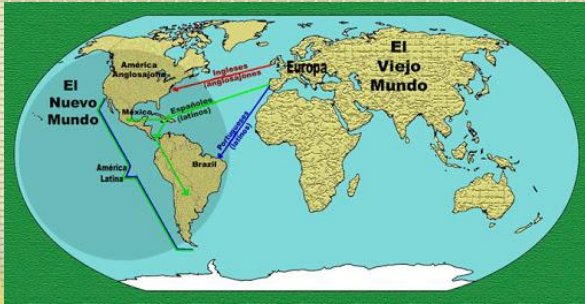 América
Anglosajona
El
Nuevo
Mundo
México
Ingleses
(anglosajones
Españoles
(latinos)
Portugueses
(latinos)
Europa
El
Viejo
Mundo
América
Latina
Brazil